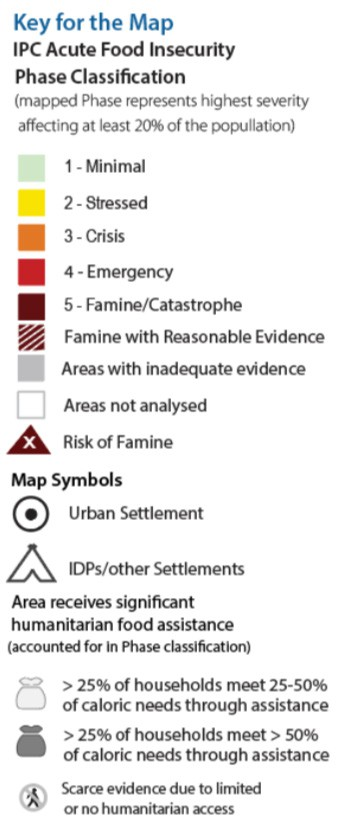 Key for the Map
IPC Acute Food Insecurity
Phase Classification
(mapped Phase represents highest severity
affecting at least 20% of the popullation)
1 - Minimal
2 - Stressed
3 - Crisis
4 - Emergency
5 - Famine/Catastrophe
Famine with Reasonable Evidence
Areas with inadequate evidence
Areas not analysed
X Risk of Famine
Map Symbols
Urban Settlement
IDPs/other Settlements
Area receives significant
humanitarian food assistance
(accounted for in Phase classification)
> 25% of households meet 25-50%
of caloric needs through assistance
> 25% of households meet > 50%
of caloric needs through assistance
Scarce evidence due to limited
or no humanitarian access